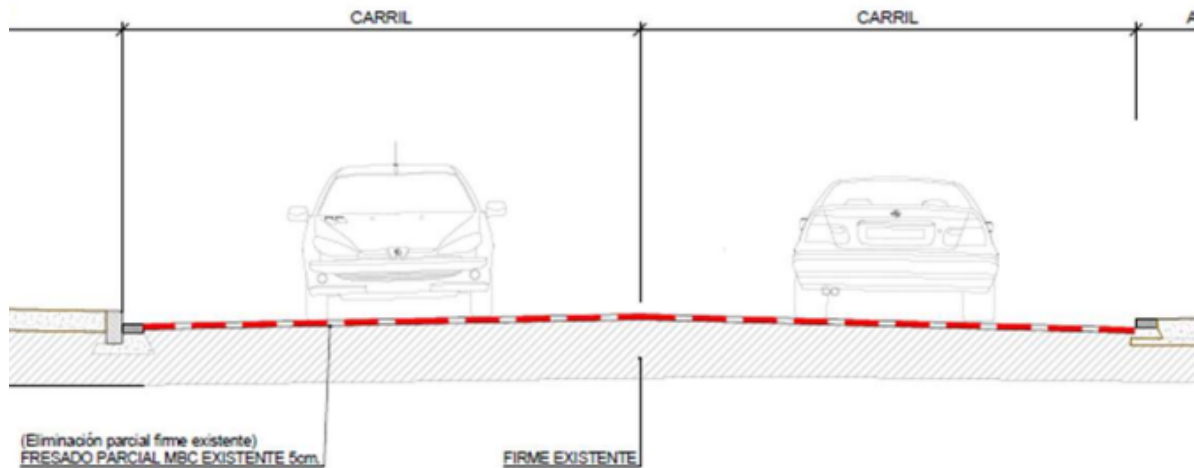 CARRIL
CARRIL
A
(Eliminación parcial firme existente)
FRESADO PARCIAL MBC EXISTENTE 5cm.
FIRME EXISTENTE